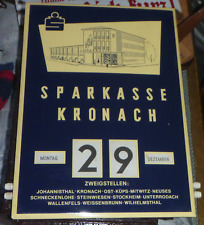 SPARKASSE
KRONACH
MONTAG 29 DEZEMBER
ZWEIGSTELLEN:
JOHANNISTHAL·KRONACH-OST·KÜPS·MITWITZ·NEUSES
SCHNECKENLOHE·STEINWIESEN·STOCKHEIM·UNTERRODACH
WALLENFELS·WEISSENBRUNN·WILHELMSTHAL